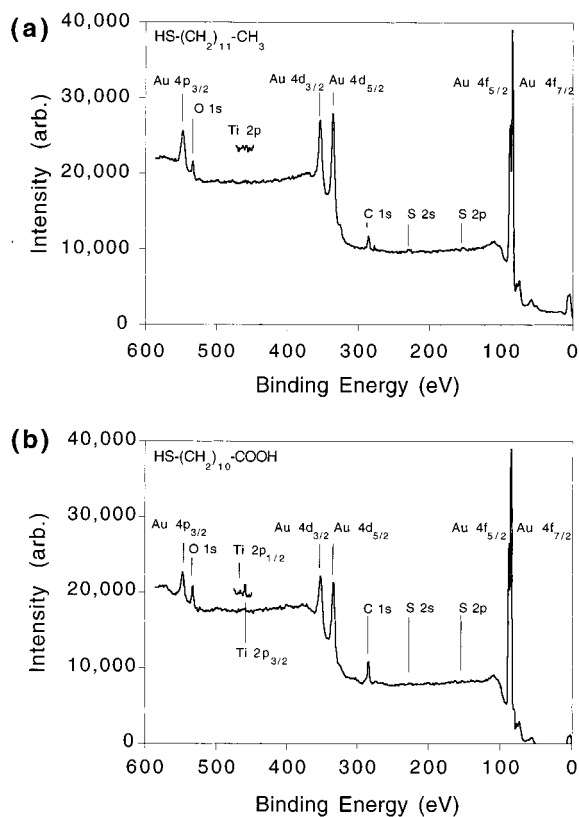 (a)
40,000
HS-(CH2)11-CH3
Au 4p3/2 Au 4d3/2 Au 4d5/2 Au 4f5/2 Au 4f7/2
30,000
O 1s
Ti 2p
Intensity (arb.)
20,000
C 1s S 2s S 2p
10,000
0
600 500 400 300 200 100 0
Binding Energy (eV)
(b)
40,000
HS-(CH2)10-COOH
30,000
Au 4p3/2 Au 4d3/2 Au 4d5/2 Au 4f5/2 Au 4f7/2
O 1s Ti 2p1/2
Intensity (arb.)
20,000
C 1s S 2s S 2p
Ti 2p3/2
10,000
0
600 500 400 300 200 100 0
Binding Energy (eV)